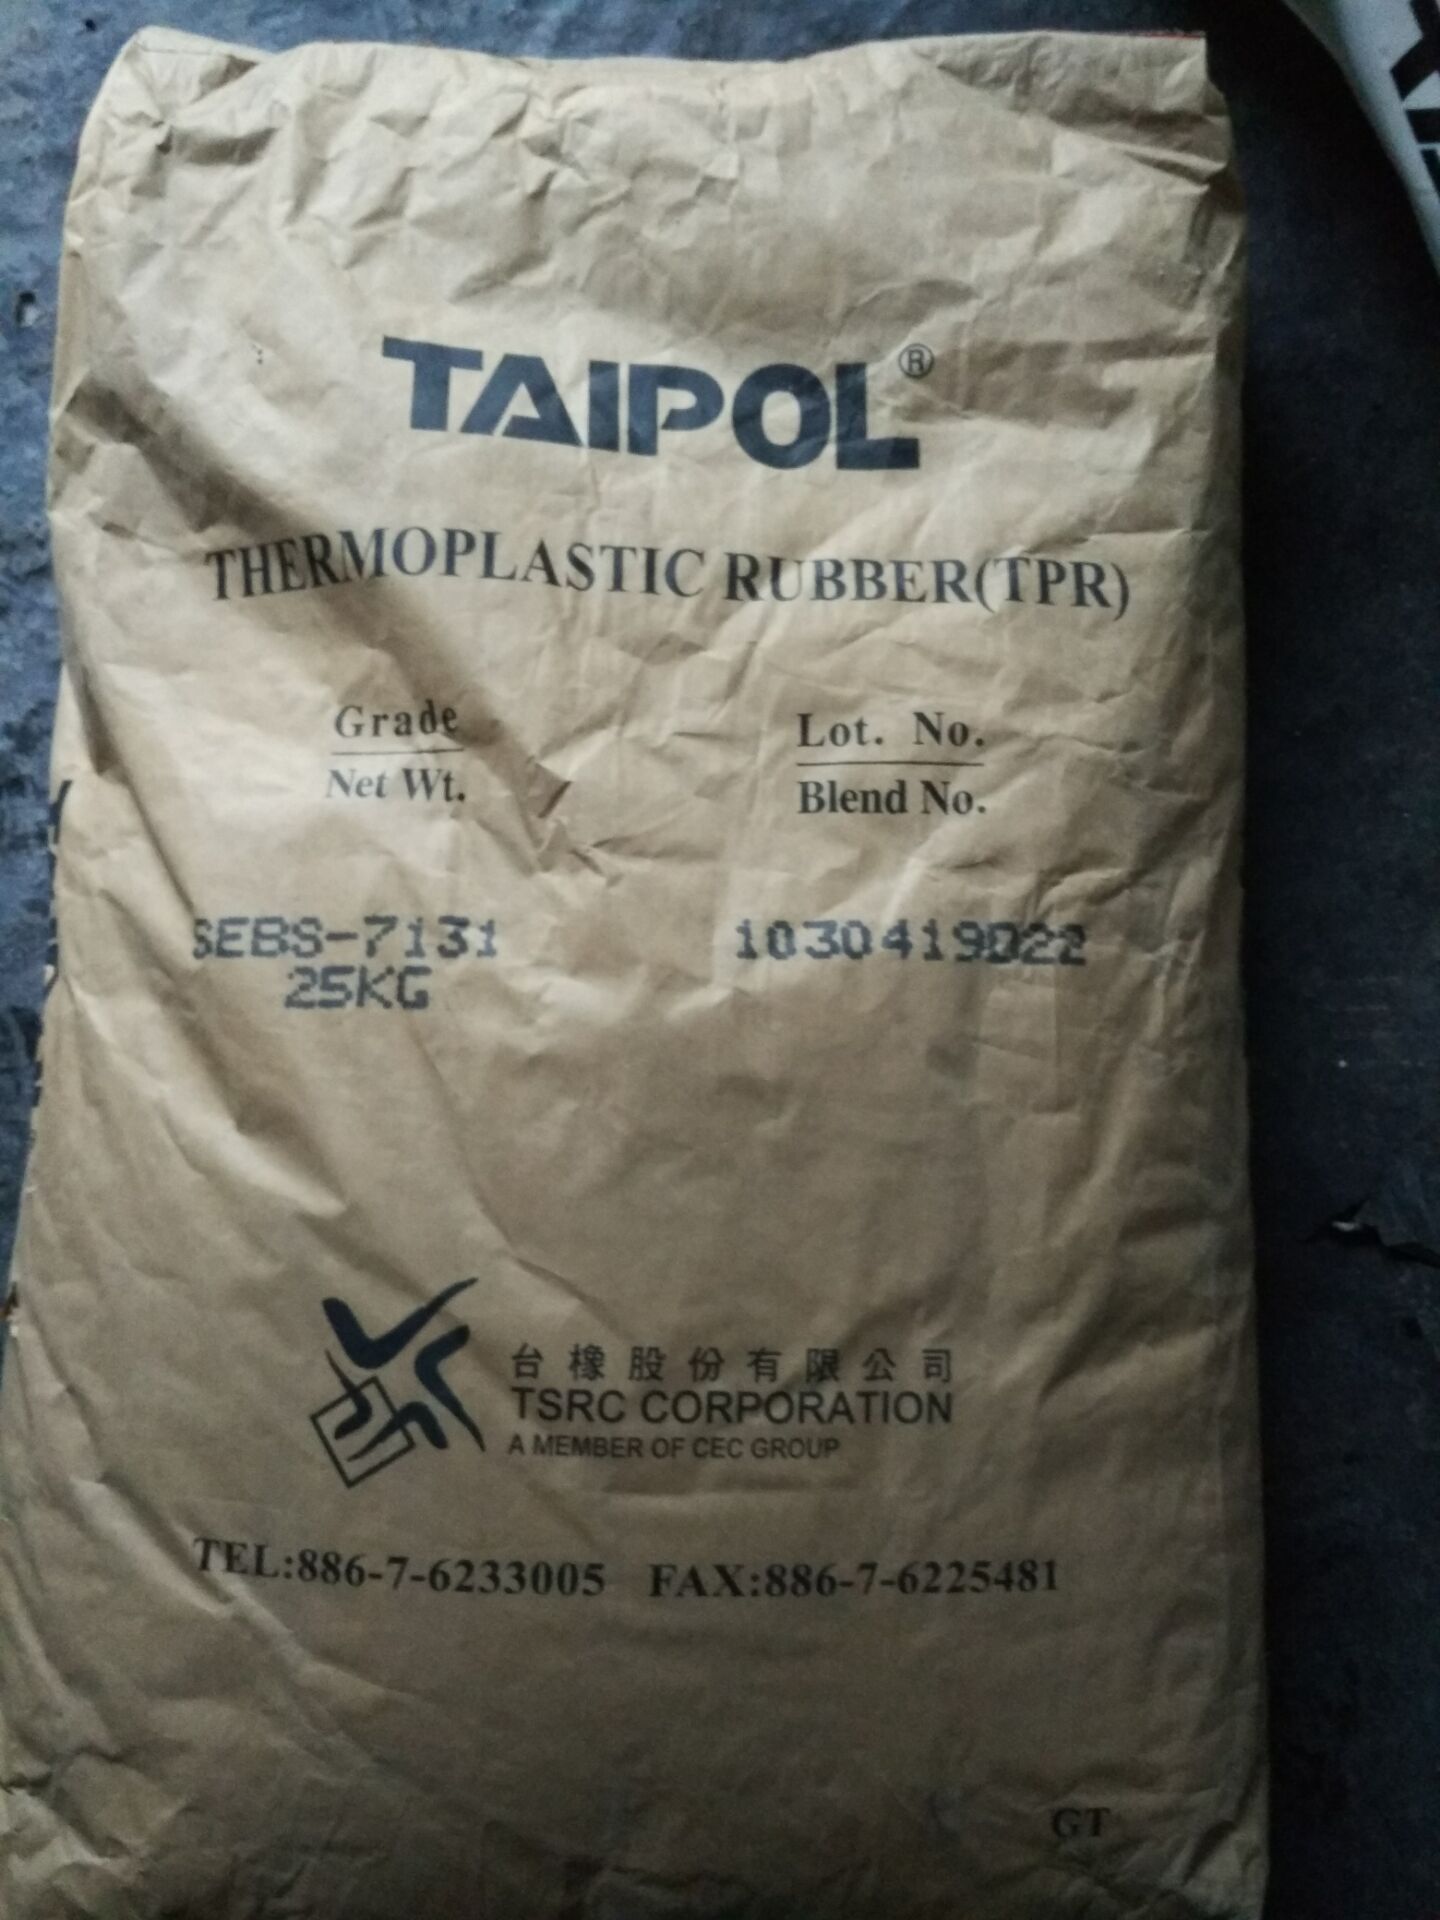 TAIPOL®
THERMOPLASTIC RUBBER(TPR)
Grade
Net Wt.
Lot. No.
Blend No.
SEBS-7131
25KG
1030419D22
台橡股份有限公司
TSRC CORPORATION
A MEMBER OF CEC GROUP
TEL:886-7-6233005 FAX:886-7-6225481
GT